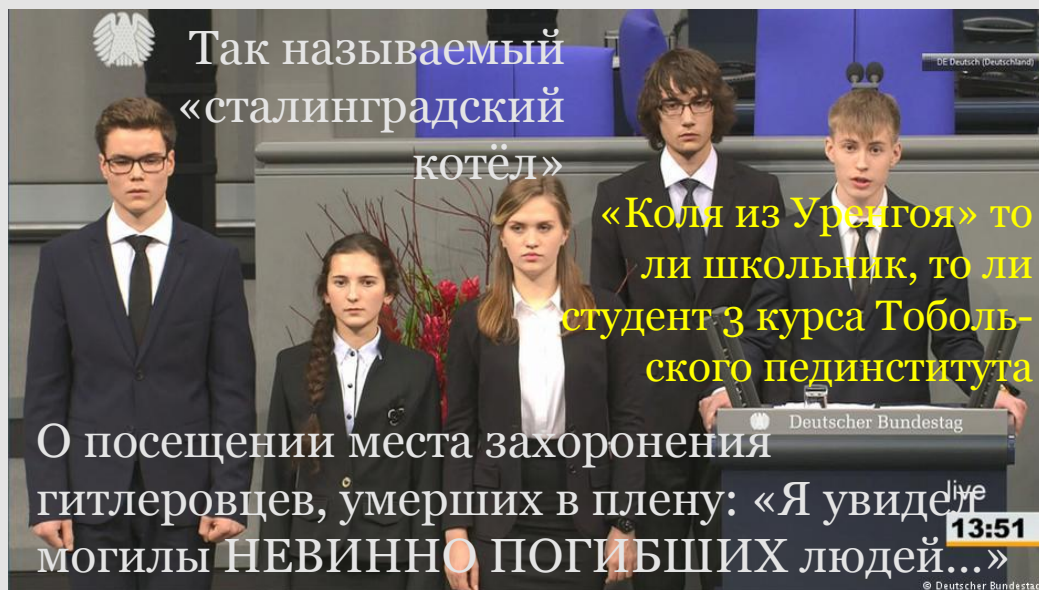 Так называемый
«сталинградский
котёл»
DE Deutsch (Deutschland)
«Коля из Уренгоя» то
ли школьник, то ли
студент 3 курса Тоболь-
ского пединститута
Deutscher Bundestag
О посещении места захоронения
гитлеровцев, умерших в плену: «Я увидел
могилы НЕВИННО ПОГИБШИХ людей...»
live
13:51
© Deutscher Bundestag